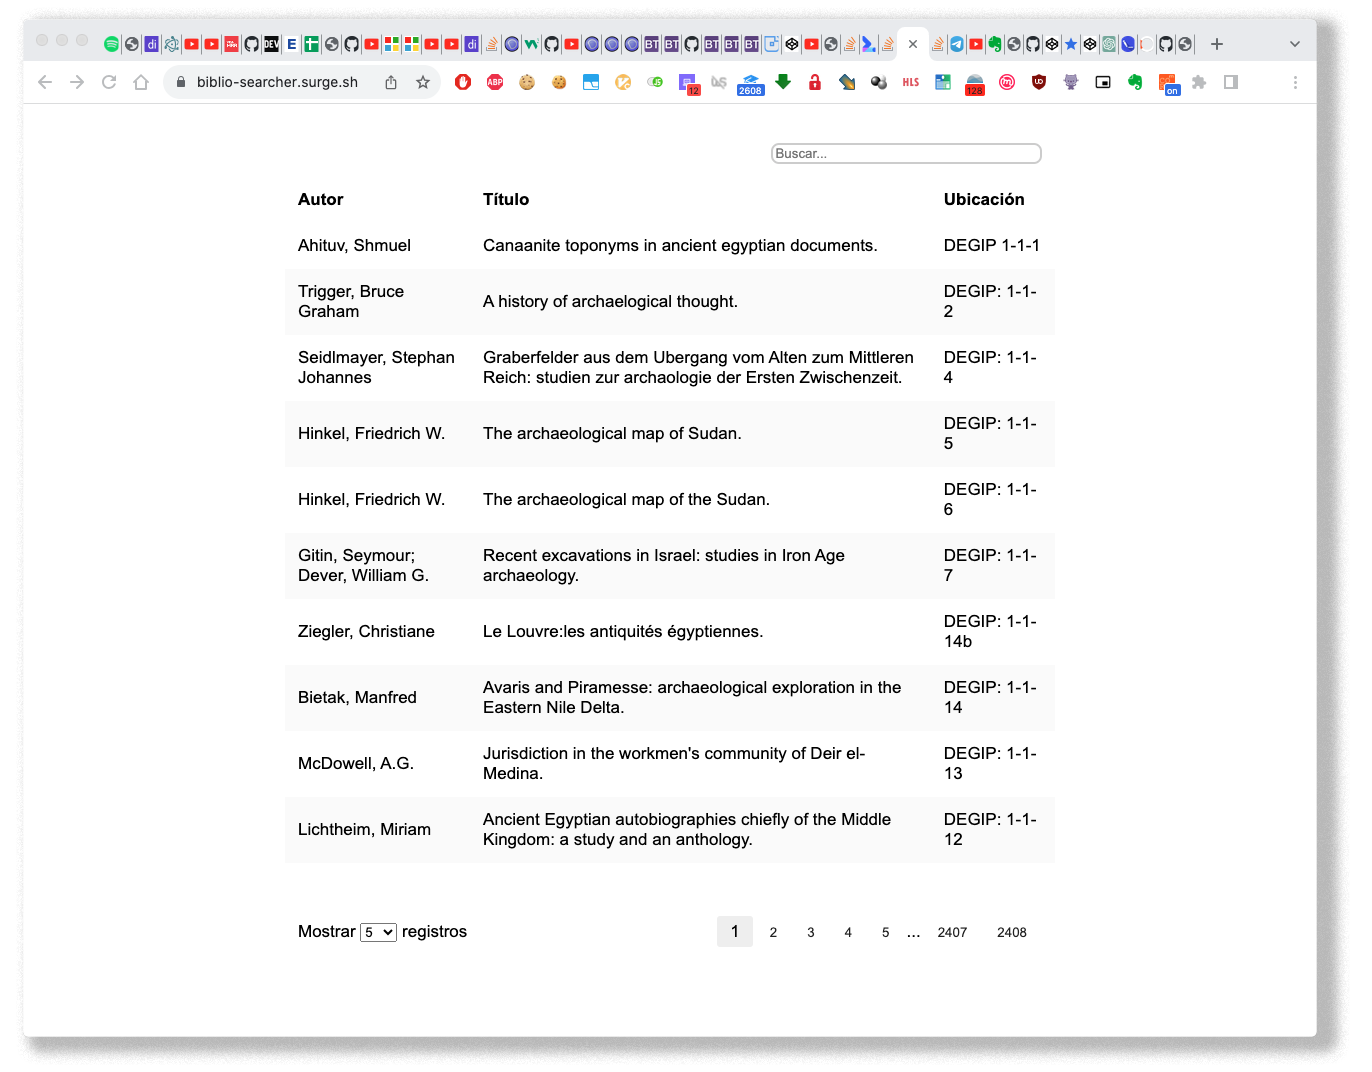 biblio-searcher.surge.sh
ABP
JS
12
2608
HLS
128
on
Buscar...
Autor Título Ubicación
Ahituv, Shmuel Canaanite toponyms in ancient egyptian documents. DEGIP 1-1-1
Trigger, Bruce
Graham
A history of archaelogical thought.
DEGIP: 1-1-
2
Seidlmayer, Stephan
Johannes
Graberfelder aus dem Ubergang vom Alten zum Mittleren
Reich: studien zur archaologie der Ersten Zwischenzeit.
DEGIP: 1-1-
4
Hinkel, Friedrich W.
The archaeological map of Sudan.
DEGIP: 1-1-
5
Hinkel, Friedrich W.
The archaeological map of the Sudan.
DEGIP: 1-1-
6
Gitin, Seymour;
Dever, William G.
Recent excavations in Israel: studies in Iron Age
archaeology.
DEGIP: 1-1-
7
Ziegler, Christiane
Le Louvre:les antiquités égyptiennes.
DEGIP: 1-1-
14b
Bietak, Manfred
Avaris and Piramesse: archaeological exploration in the
Eastern Nile Delta.
DEGIP: 1-1-
14
McDowell, A.G.
Jurisdiction in the workmen's community of Deir el-
Medina.
DEGIP: 1-1-
13
Lichtheim, Miriam
Ancient Egyptian autobiographies chiefly of the Middle
Kingdom: a study and an anthology.
DEGIP: 1-1-
12
Mostrar 5 registros 1 2 3 4 5 ... 2407 2408